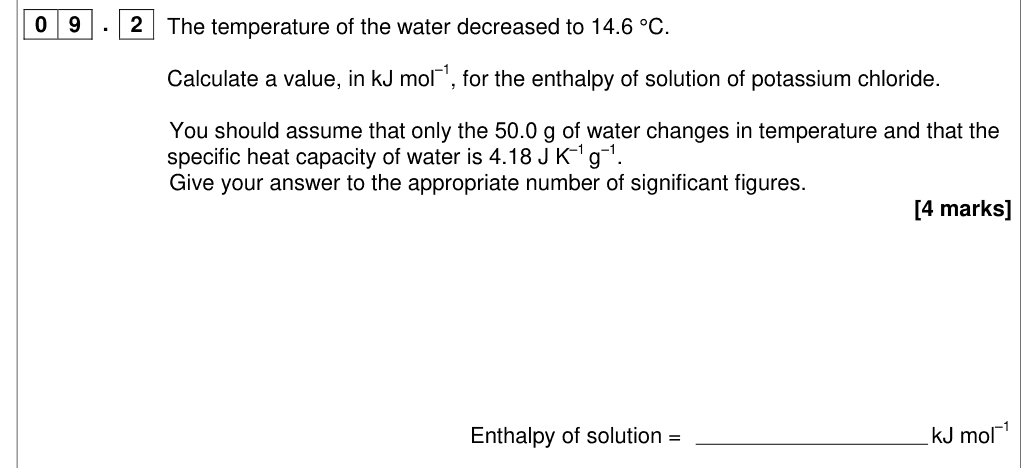 0 9 . 2 The temperature of the water decreased to 14.6 °C.
Calculate a value, in kJ mol⁻¹, for the enthalpy of solution of potassium chloride.
You should assume that only the 50.0 g of water changes in temperature and that the
specific heat capacity of water is 4.18 J K⁻¹ g⁻¹.
Give your answer to the appropriate number of significant figures.
[4 marks]
Enthalpy of solution = ____________________ kJ mol⁻¹